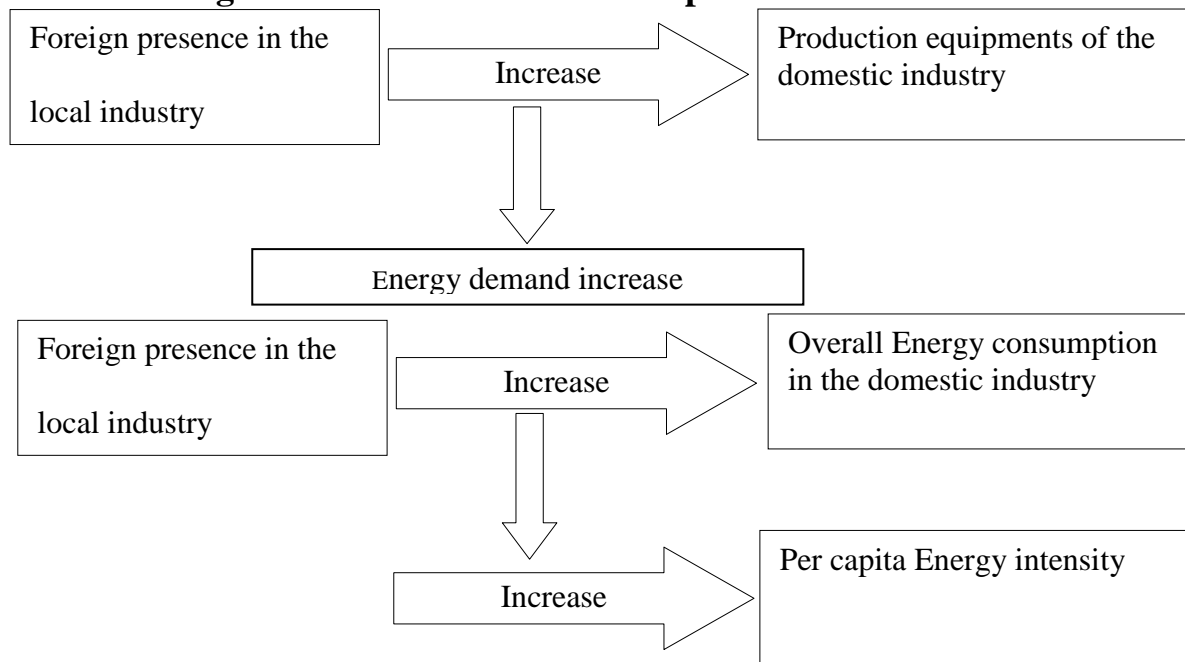 Foreign presence in the
local industry
Increase
Production equipments of the
domestic industry
Energy demand increase
Foreign presence in the
local industry
Increase
Overall Energy consumption
in the domestic industry
Increase
Per capita Energy intensity